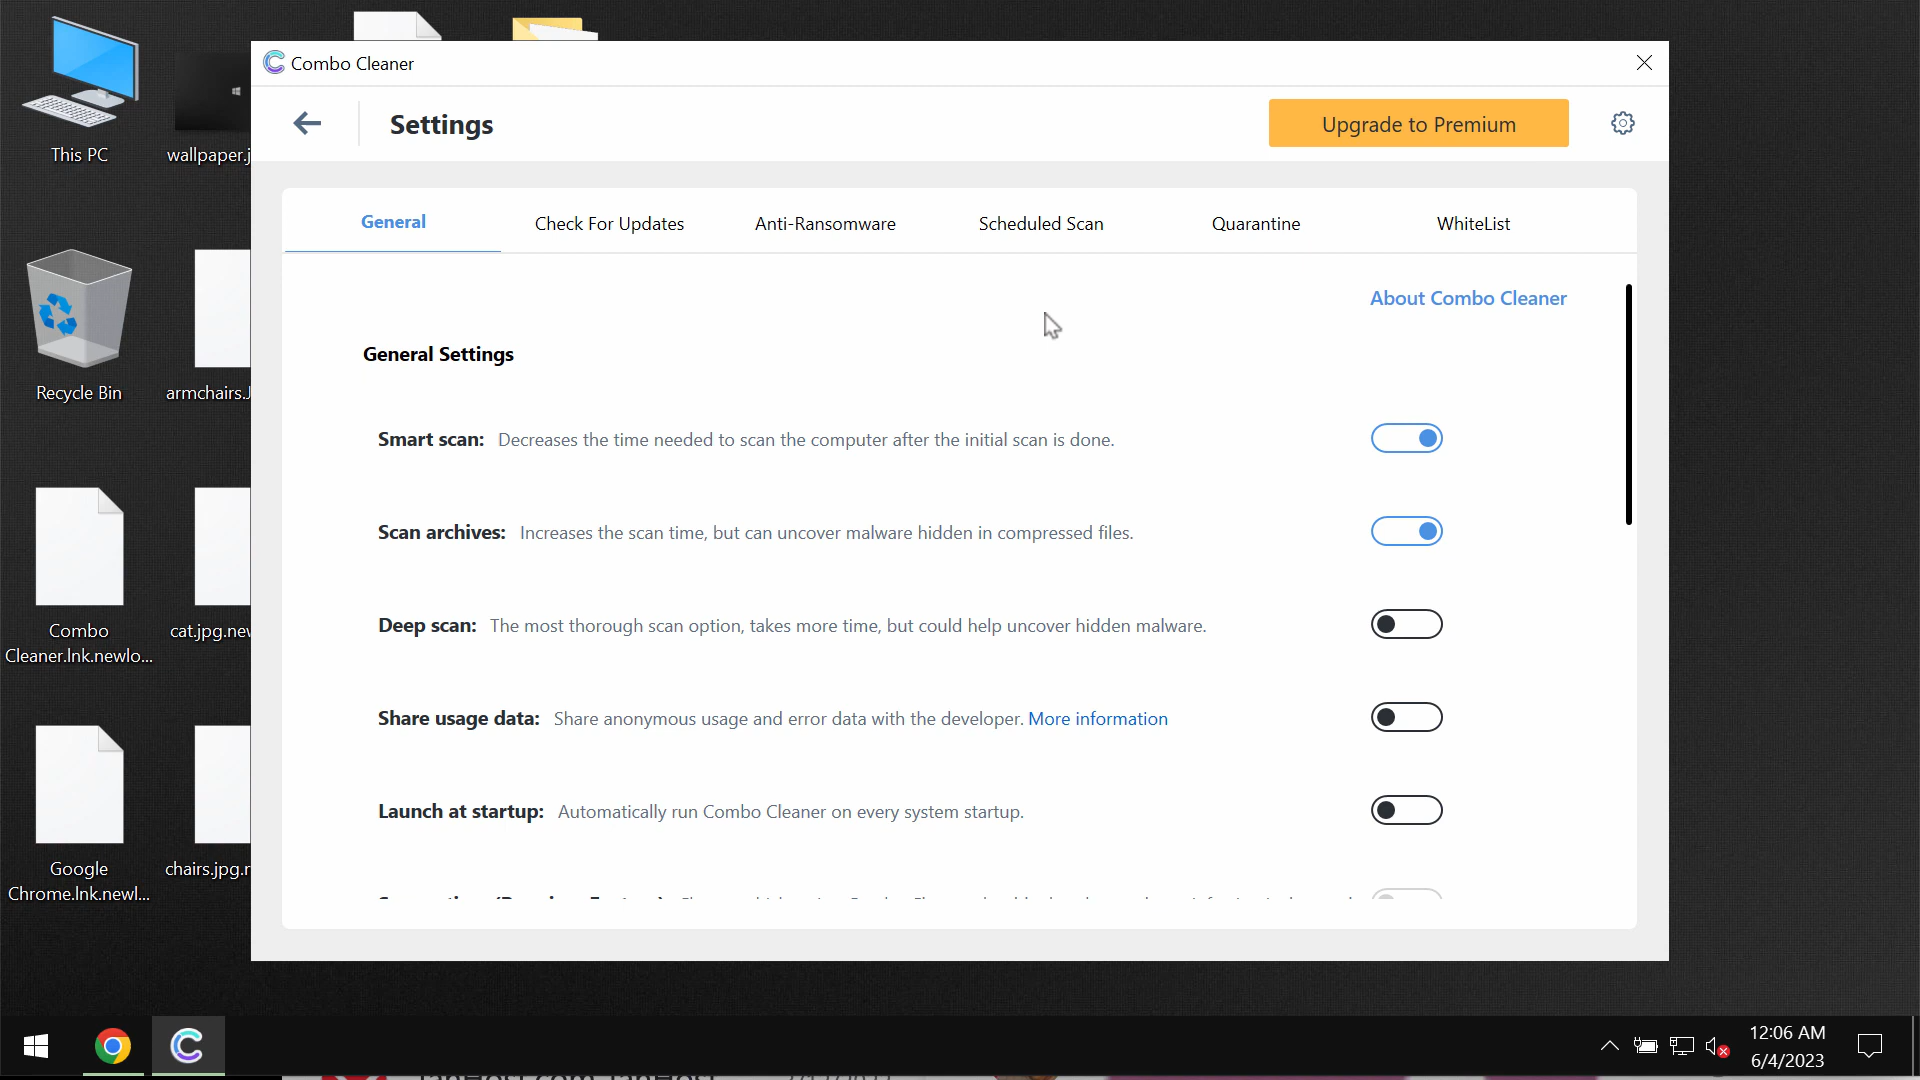 Combo Cleaner
Settings
Upgrade to Premium
General
Check For Updates
Anti-Ransomware
Scheduled Scan
Quarantine
WhiteList
About Combo Cleaner
General Settings
Smart scan: Decreases the time needed to scan the computer after the initial scan is done.
Scan archives: Increases the scan time, but can uncover malware hidden in compressed files.
Deep scan: The most thorough scan option, takes more time, but could help uncover hidden malware.
Share usage data: Share anonymous usage and error data with the developer. More information
Launch at startup: Automatically run Combo Cleaner on every system startup.
This PC
wallpaper.j
Recycle Bin
armchairs.J
Combo
Cleaner.lnk.newlo...
cat.jpg.new
Google
Chrome.lnk.newl...
chairs.jpg.r
12:06 AM
6/4/2023